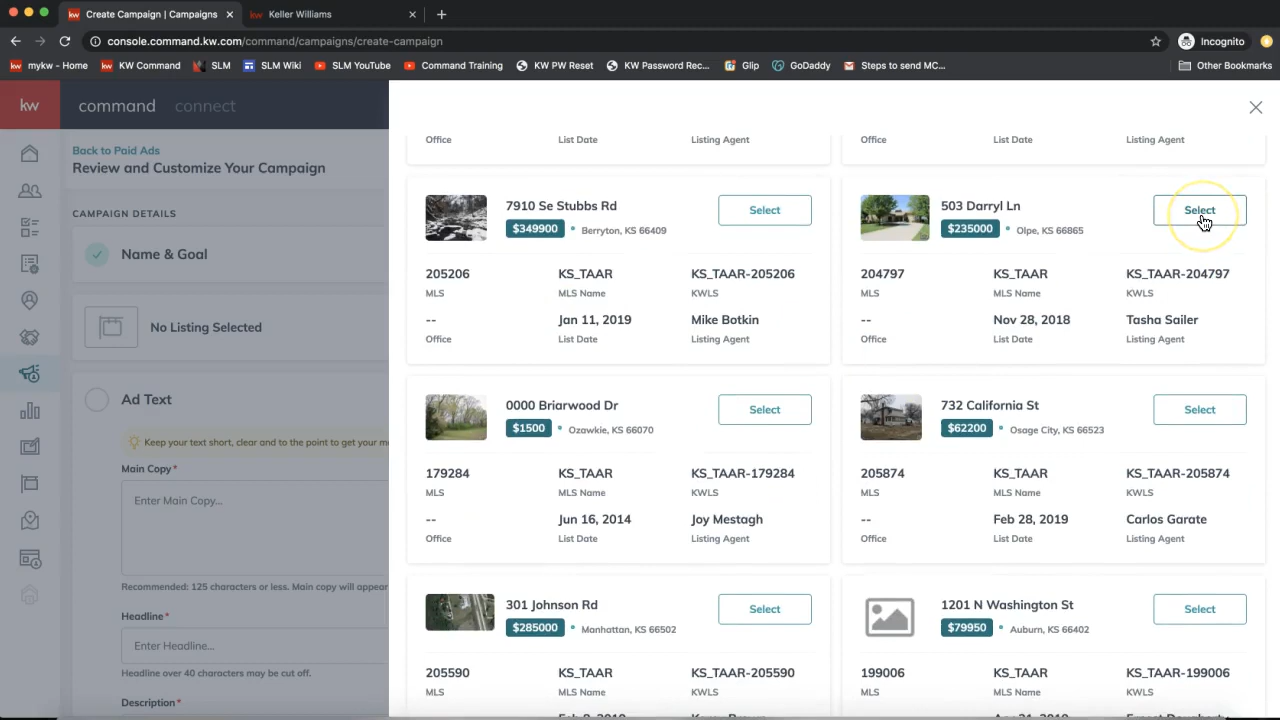 Create Campaign | Campaigns
Keller Williams
console.command.kw.com/command/campaigns/create-campaign
Incognito
mykw - Home
KW Command
SLM
SLM Wiki
SLM YouTube
Command Training
KW PW Reset
KW Password Rec...
Glip
GoDaddy
Steps to send MC...
Other Bookmarks
kw
command connect
Back to Paid Ads
Review and Customize Your Campaign
CAMPAIGN DETAILS
Name & Goal
No Listing Selected
Ad Text
Keep your text short, clear and to the point to get your m
Main Copy*
Enter Main Copy...
Recommended: 125 characters or less. Main copy will appear
Headline*
Enter Headline...
Headline over 40 characters may be cut off.
Description*
Office List Date Listing Agent
Office List Date Listing Agent
7910 Se Stubbs Rd
Select
$349900 • Berryton, KS 66409
205206 KS_TAAR KS_TAAR-205206
MLS MLS Name KWLS
-- Jan 11, 2019 Mike Botkin
Office List Date Listing Agent
503 Darryl Ln
Select
$235000 • Olpe, KS 66865
204797 KS_TAAR KS_TAAR-204797
MLS MLS Name KWLS
-- Nov 28, 2018 Tasha Sailer
Office List Date Listing Agent
0000 Briarwood Dr
Select
$1500 • Ozawkie, KS 66070
179284 KS_TAAR KS_TAAR-179284
MLS MLS Name KWLS
-- Jun 16, 2014 Joy Mestagh
Office List Date Listing Agent
732 California St
Select
$62200 • Osage City, KS 66523
205874 KS_TAAR KS_TAAR-205874
MLS MLS Name KWLS
-- Feb 28, 2019 Carlos Garate
Office List Date Listing Agent
301 Johnson Rd
Select
$285000 • Manhattan, KS 66502
205590 KS_TAAR KS_TAAR-205590
MLS MLS Name KWLS
1201 N Washington St
Select
$79950 • Auburn, KS 66402
199006 KS_TAAR KS_TAAR-199006
MLS MLS Name KWLS